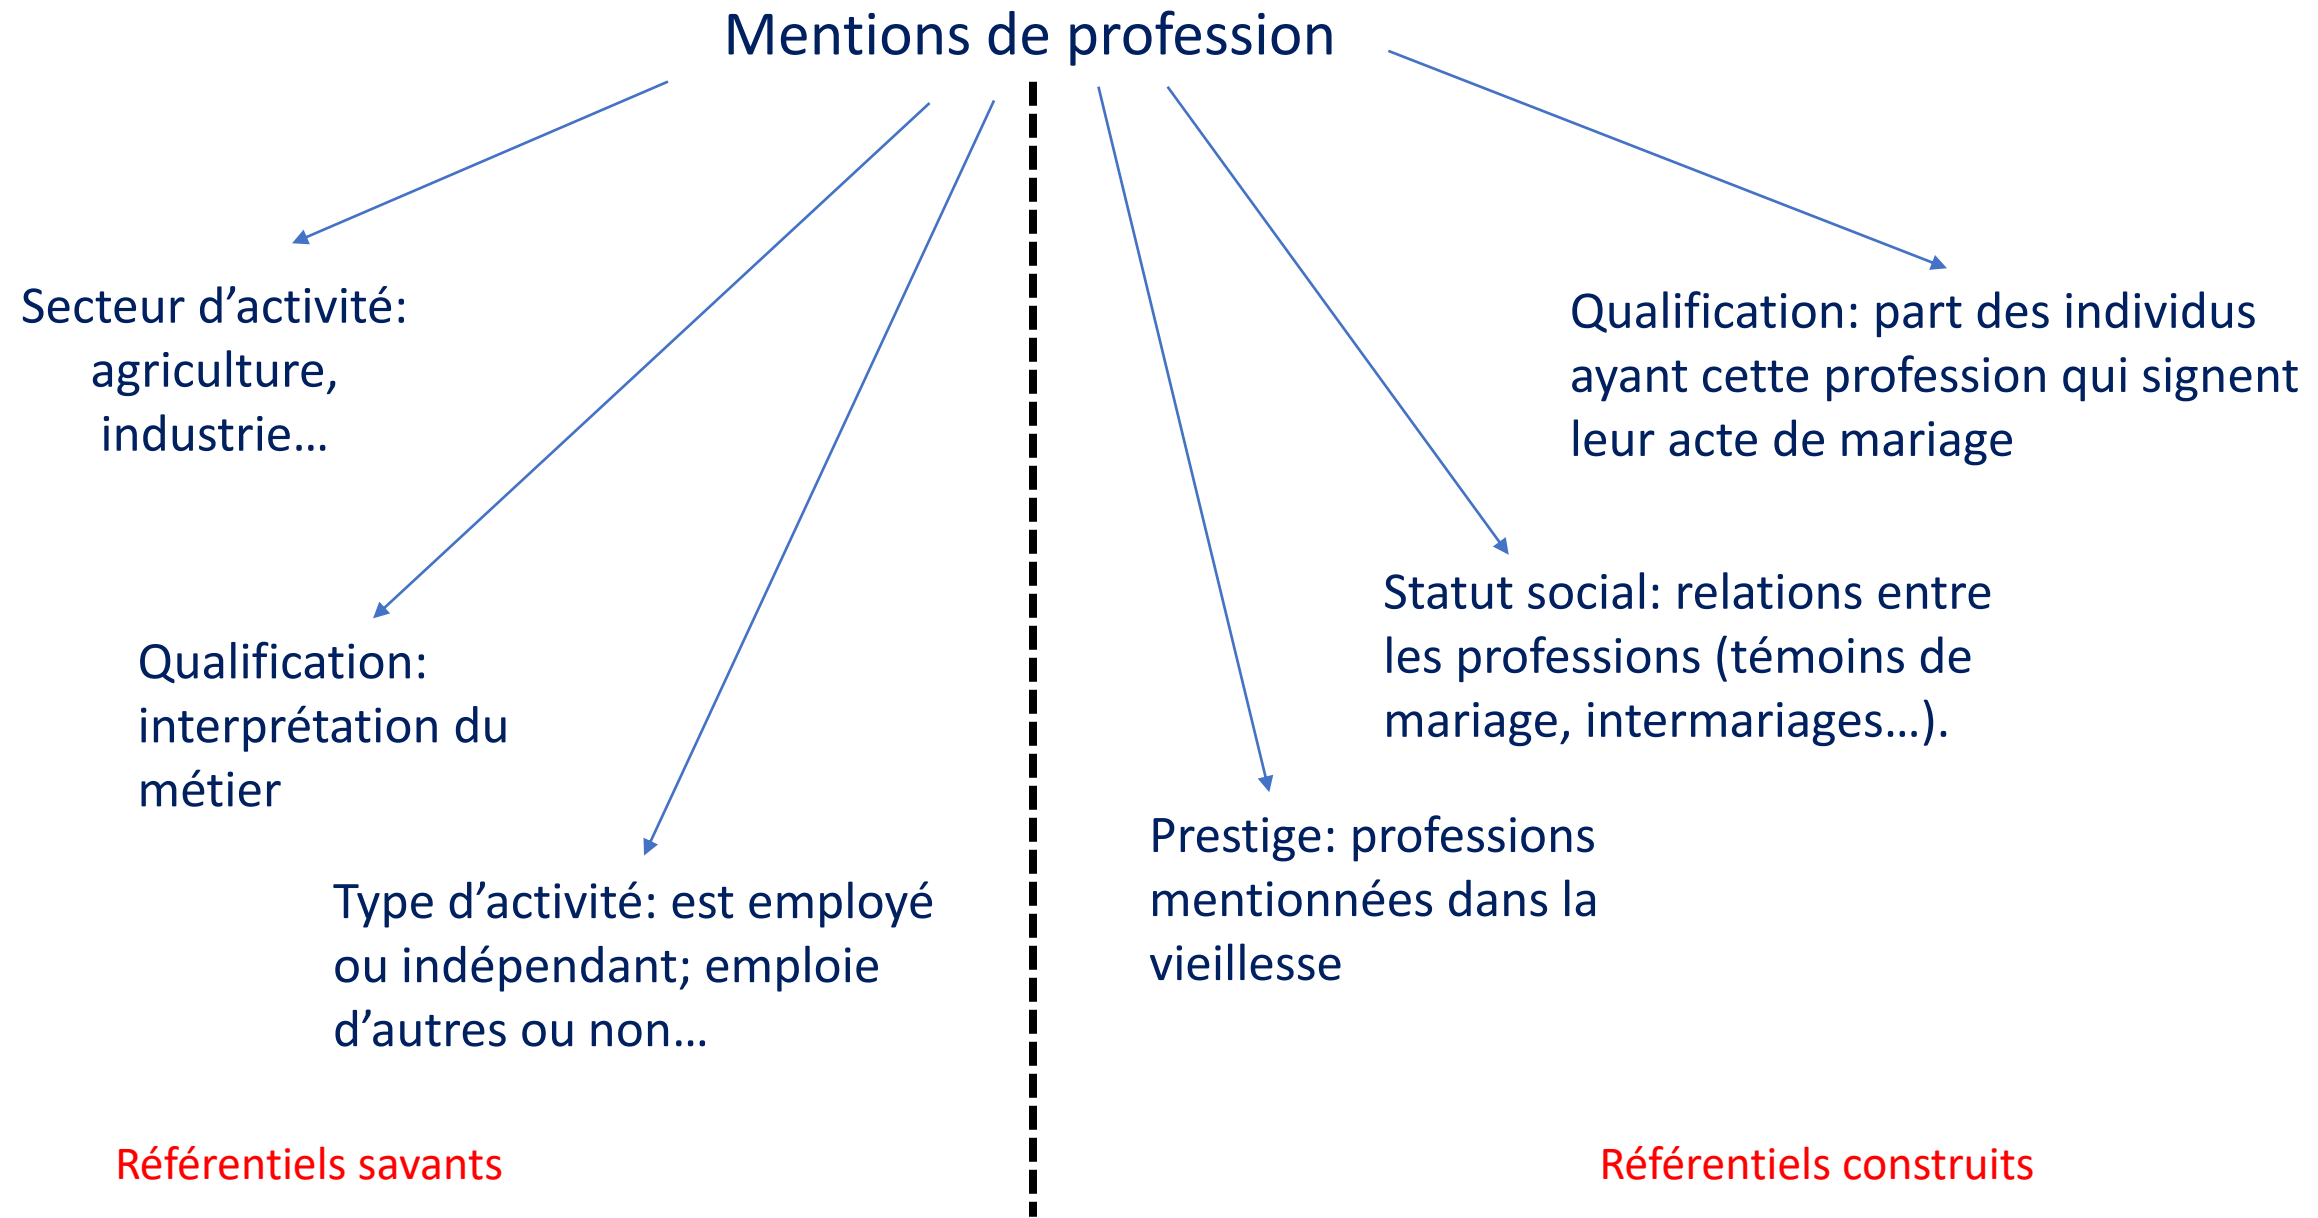 Mentions de profession
Secteur d’activité:
agriculture,
industrie…
Qualification:
interprétation du
métier
Type d’activité: est employé
ou indépendant; emploie
d’autres ou non…
Référentiels savants
Qualification: part des individus
ayant cette profession qui signent
leur acte de mariage
Statut social: relations entre
les professions (témoins de
mariage, intermariages…).
Prestige: professions
mentionnées dans la
vieillesse
Référentiels construits